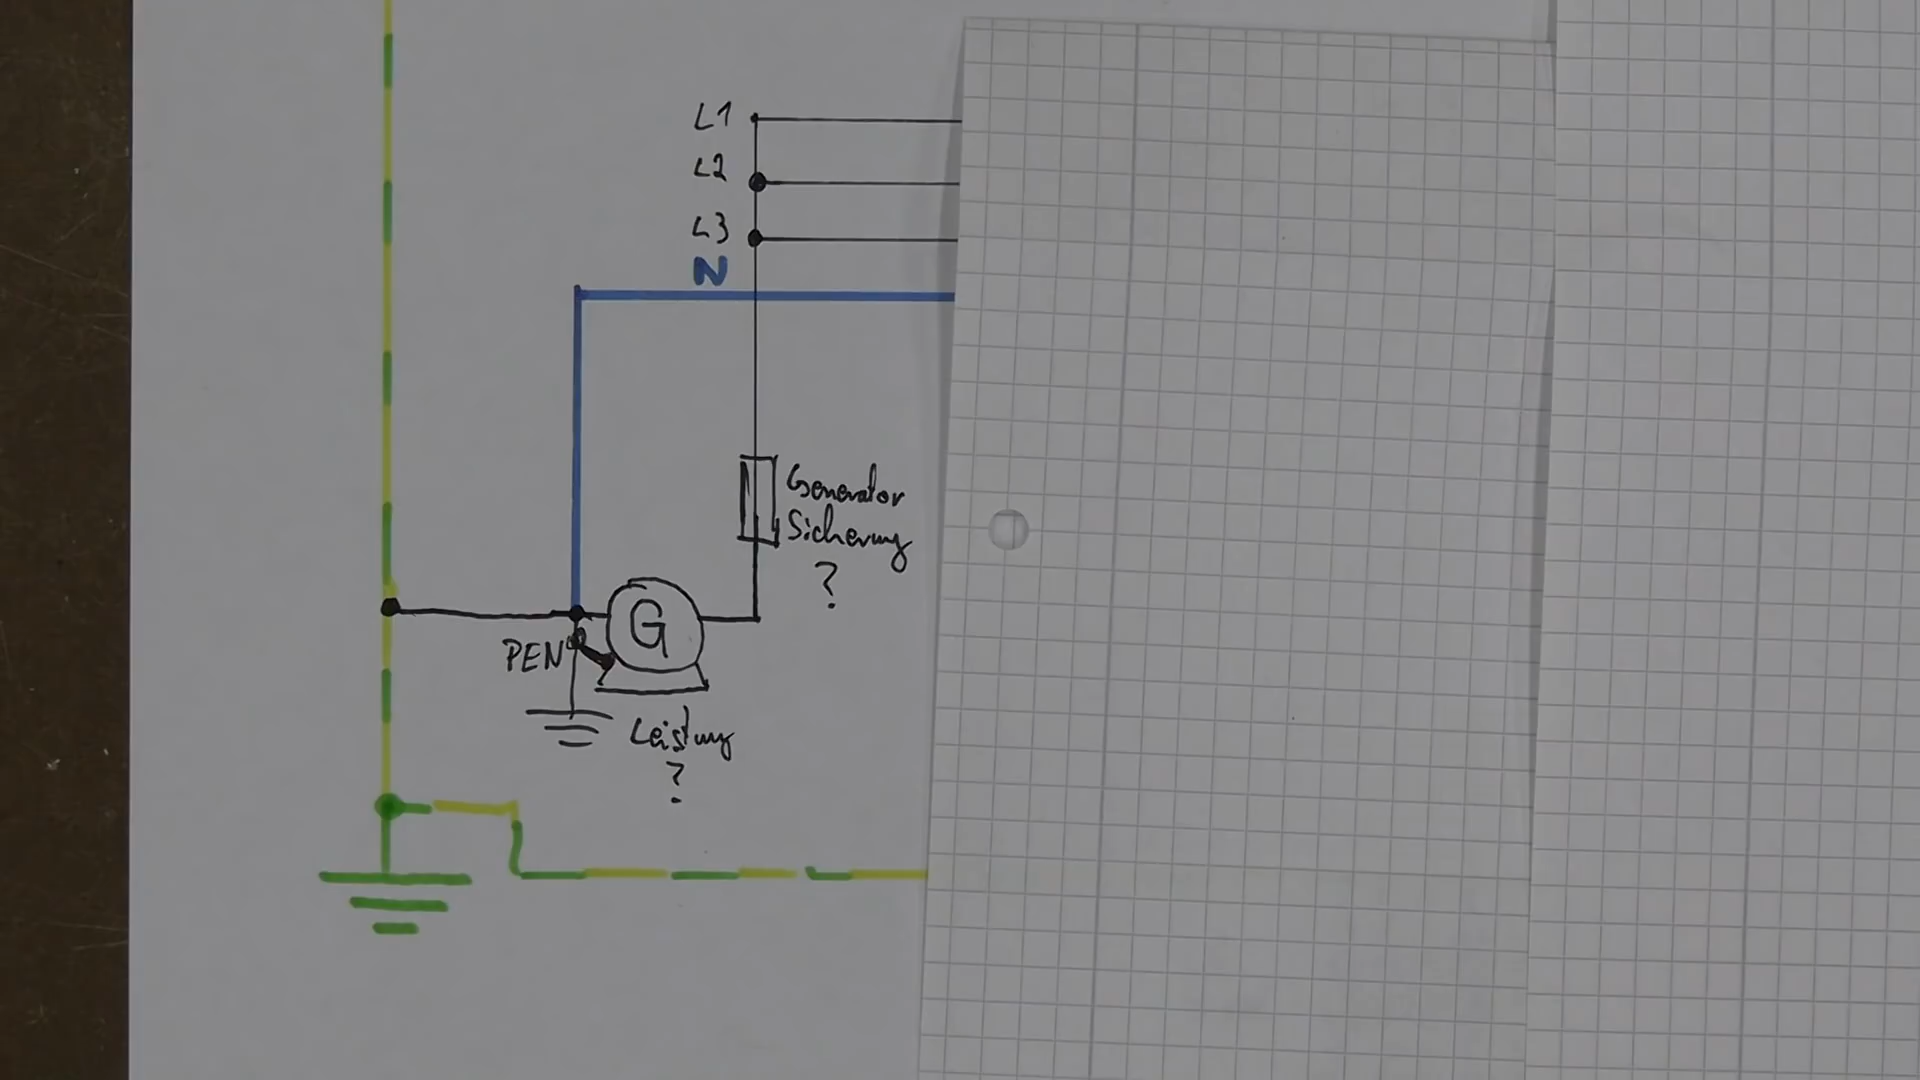 L1
L2
L3
N
Generator
Sicherung
?
G
PEN
Leistung
?